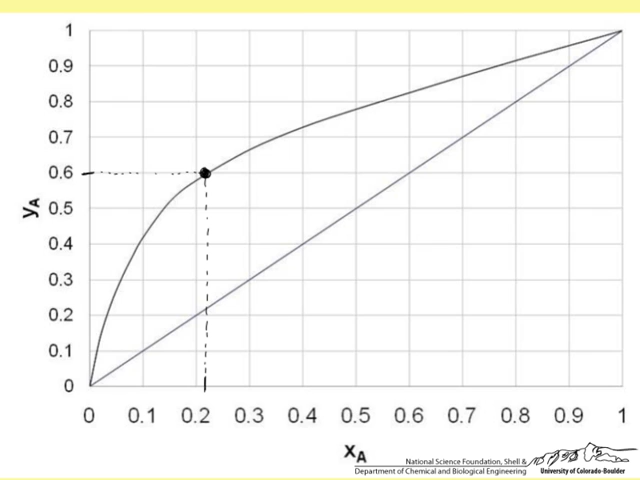 1
0.9
0.8
0.7
0.6
0.5
0.4
0.3
0.2
0.1
0
yA
0 0.1 0.2 0.3 0.4 0.5 0.6 0.7 0.8 0.9 1
xA
National Science Foundation, Shell &
Department of Chemical and Biological Engineering
University of Colorado-Boulder